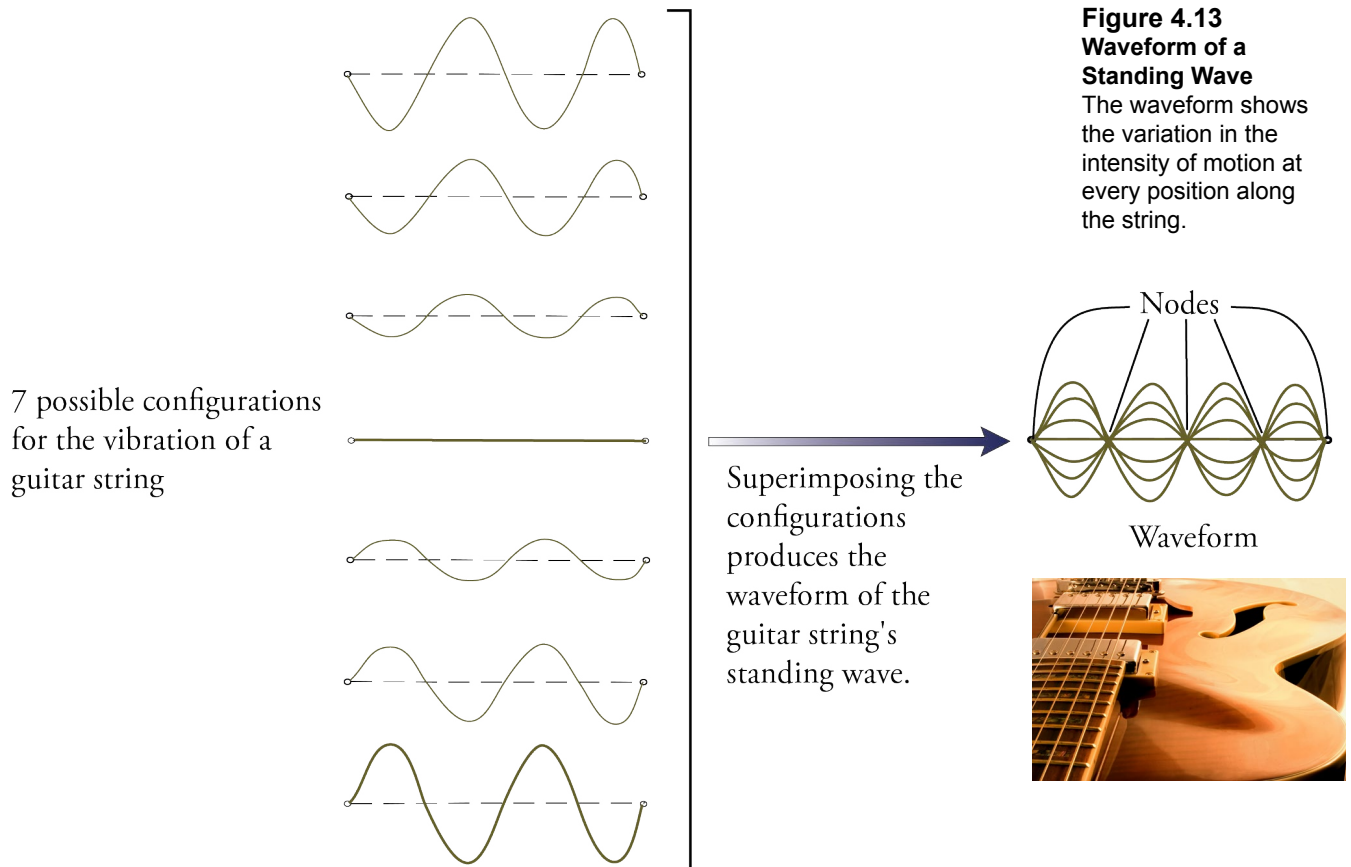 7 possible configurations
for the vibration of a
guitar string
Superimposing the
configurations
produces the
waveform of the
guitar string's
standing wave.
Figure 4.13
Waveform of a
Standing Wave
The waveform shows
the variation in the
intensity of motion at
every position along
the string.
Nodes
Waveform